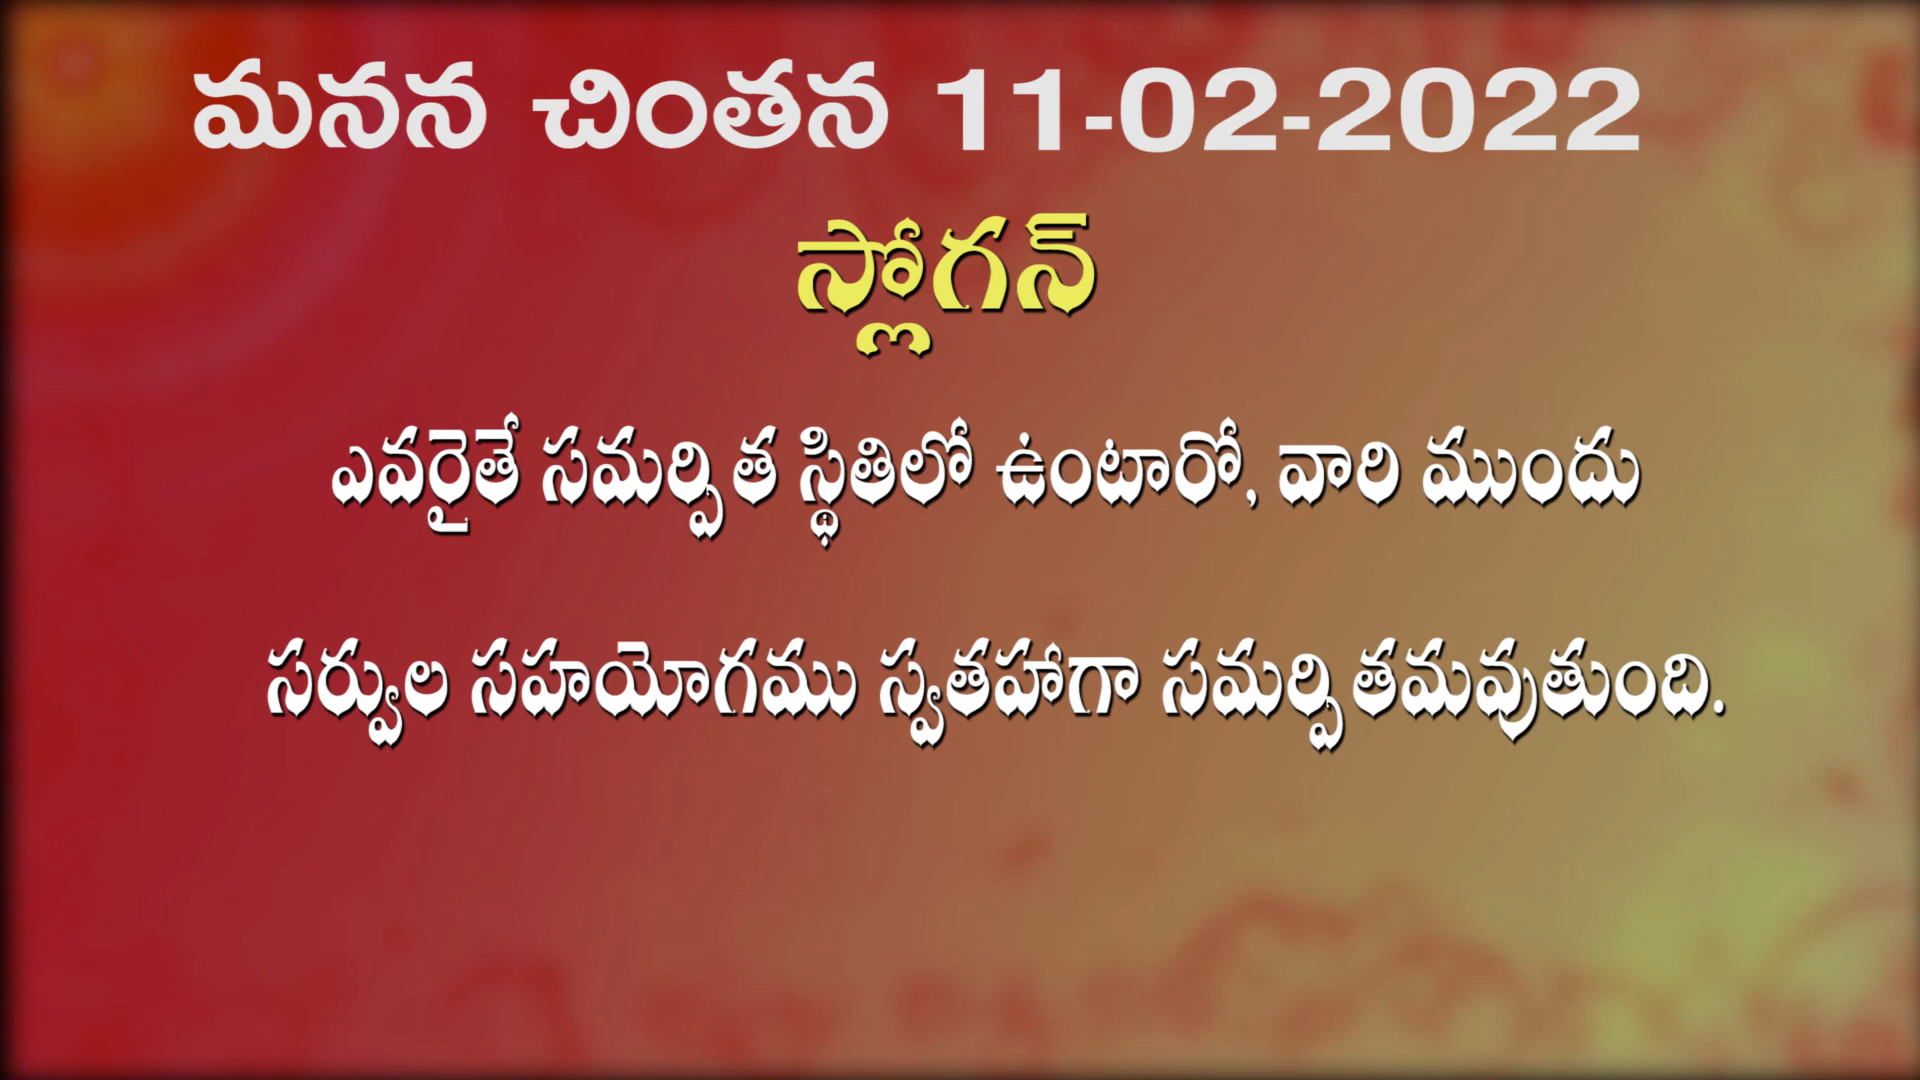 మనన చింతన 11-02-2022
స్లోగన్
ఎవరైతే సమర్పిత స్థితిలో ఉంటారో, వారి ముందు
సర్వుల సహయోగము స్వతహాగా సమర్పితమవుతుంది.